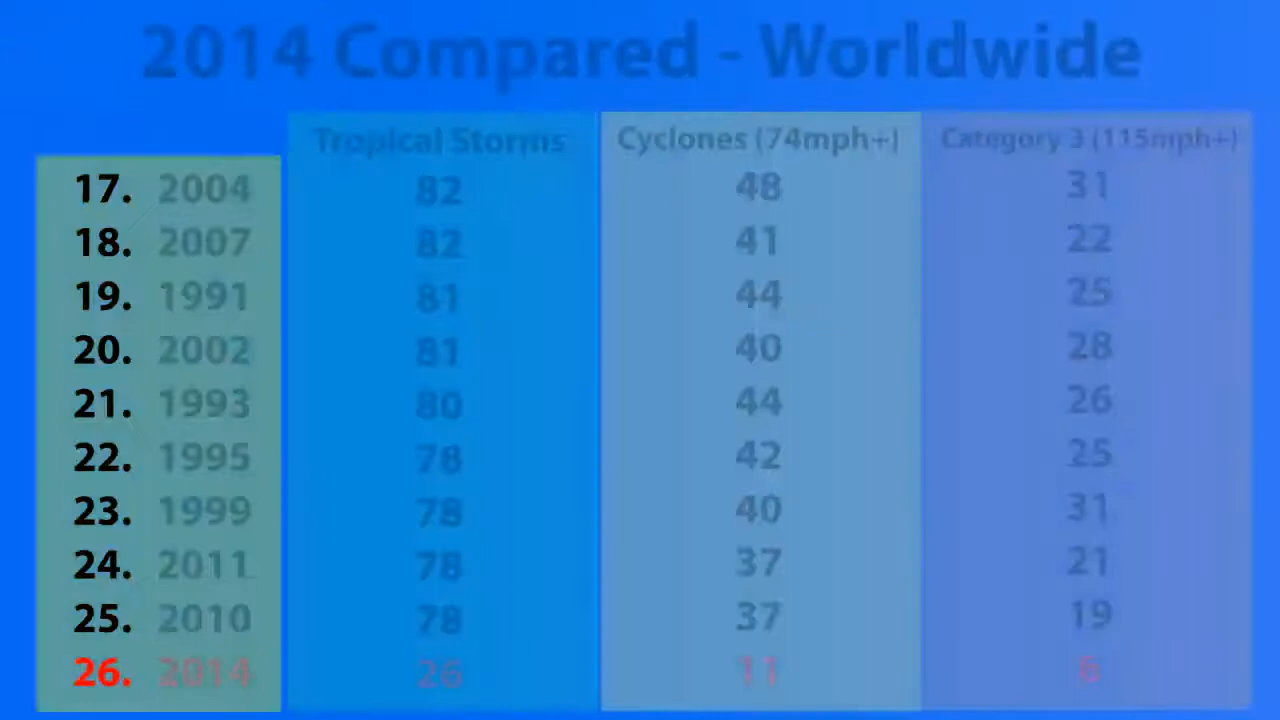 2014 Compared - Worldwide
Tropical Storms Cyclones (74mph+) Category 3 (115mph+)
17. 2004 82 48 31
18. 2007 82 41 22
19. 1991 81 44 25
20. 2002 81 40 28
21. 1993 80 44 26
22. 1995 78 42 25
23. 1999 78 40 31
24. 2011 78 37 21
25. 2010 78 37 19
26. 2014 26 11 6